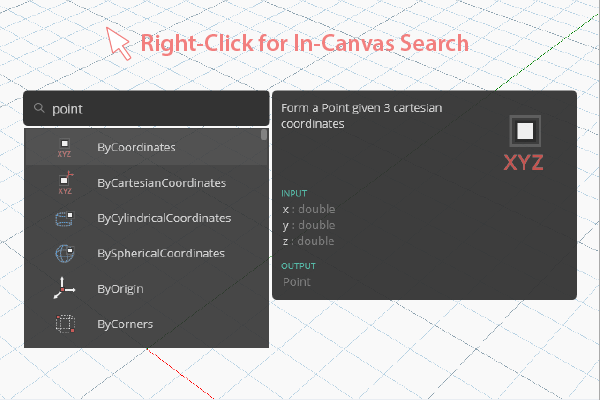 Right-Click for In-Canvas Search
point
ByCoordinates
XYZ
ByCartesianCoordinates
XYZ
ByCylindricalCoordinates
BySphericalCoordinates
ByOrigin
ByCorners
Form a Point given 3 cartesian
coordinates
XYZ
INPUT
x : double
y : double
z : double
OUTPUT
Point